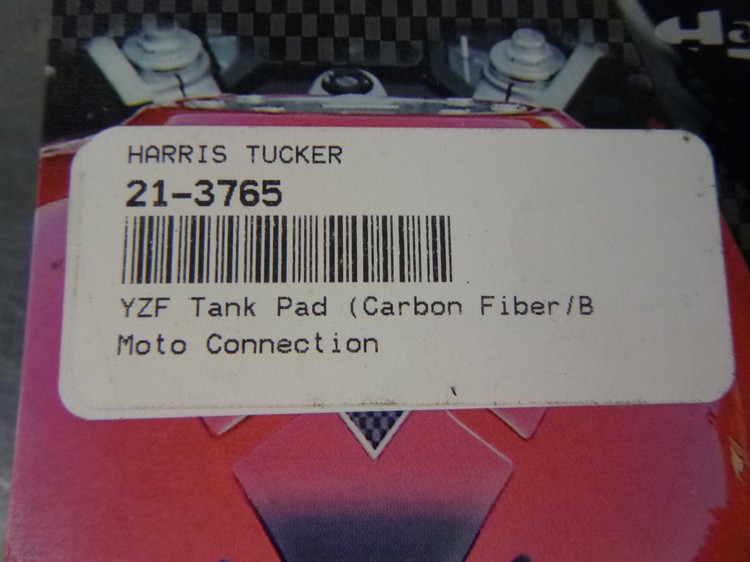 HARRIS TUCKER
21-3765
YZF Tank Pad (Carbon Fiber/B
Moto Connection